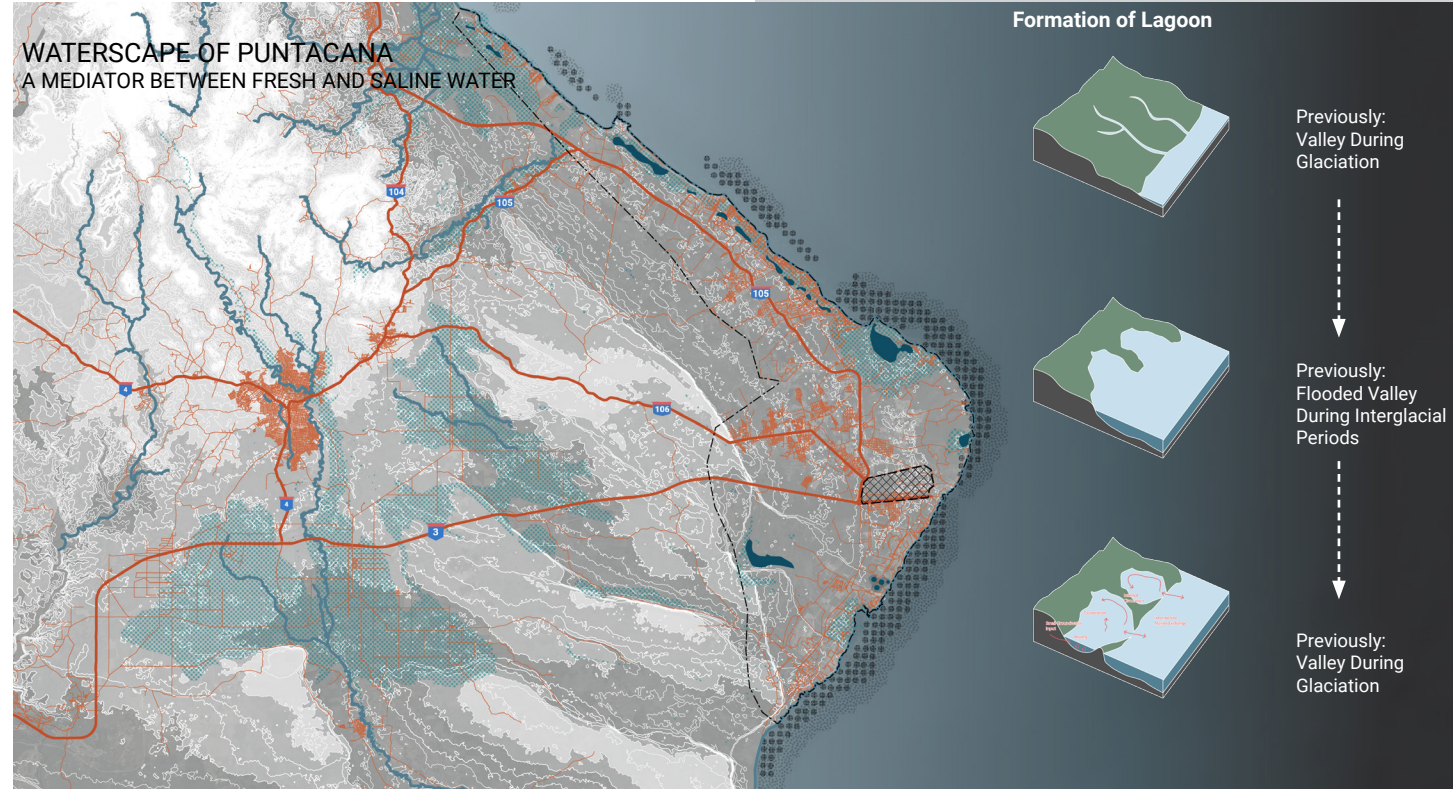 WATERSCAPE OF PUNTACANA
A MEDIATOR BETWEEN FRESH AND SALINE WATER
Formation of Lagoon
Previously:
Valley During
Glaciation
Previously:
Flooded Valley
During Interglacial
Periods
Previously:
Valley During
Glaciation
104
105
105
4
106
4
3